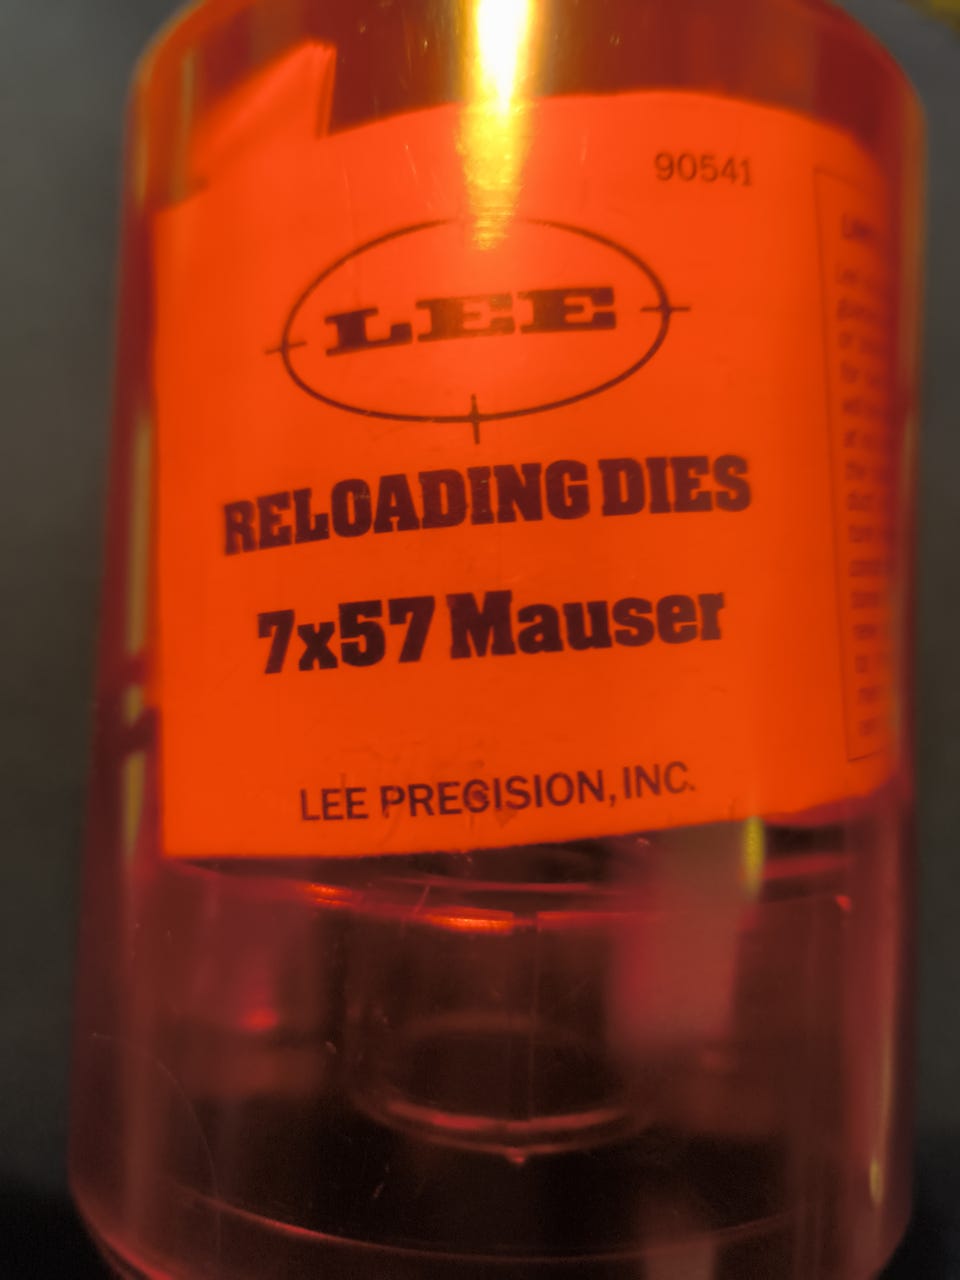 90541
LEE
RELOADING DIES
7x57 Mauser
LEE PRECISION, INC.